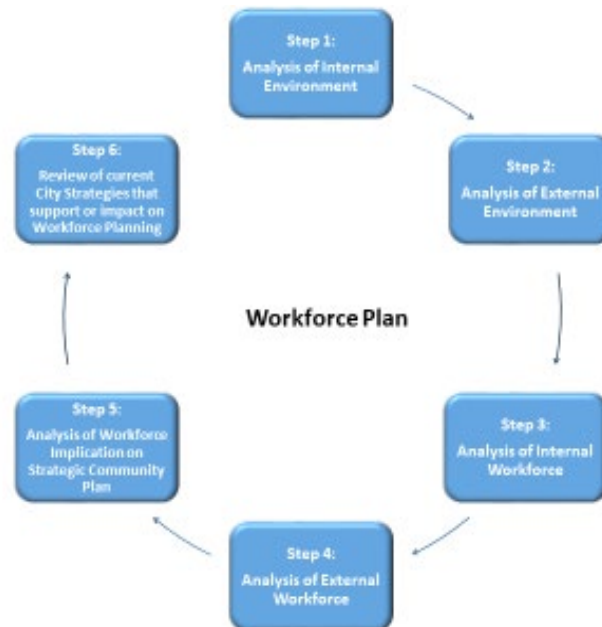 Step 1:
Analysis of Internal
Environment
Step 2:
Analysis of External
Environment
Step 3:
Analysis of Internal
Workforce
Step 4:
Analysis of External
Workforce
Step 5:
Analysis of Workforce
Implication on
Strategic Community
Plan
Step 6:
Review of current
City Strategies that
support or impact on
Workforce Planning
Workforce Plan